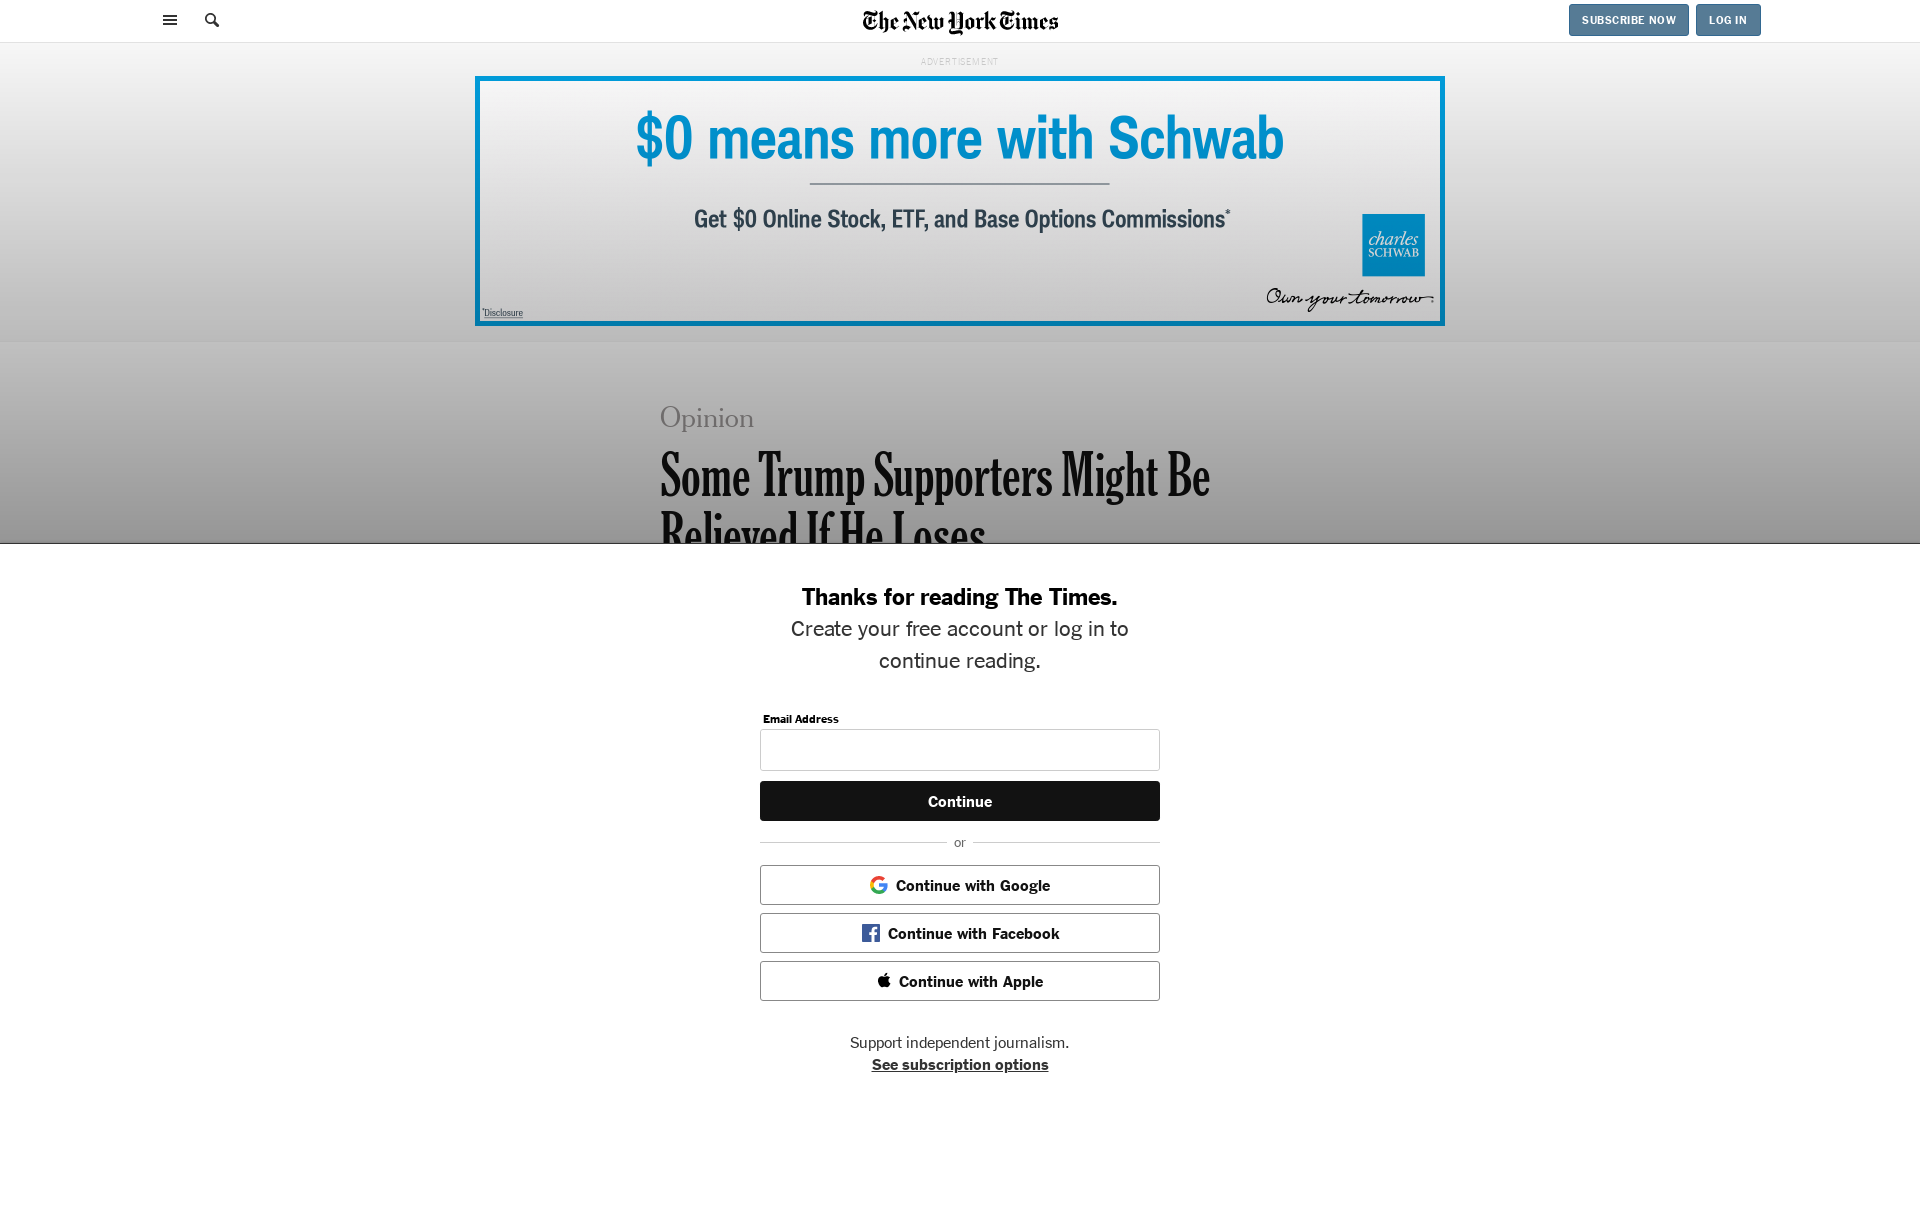 The New York Times
SUBSCRIBE NOW
LOG IN
ADVERTISEMENT
$0 means more with Schwab
Get $0 Online Stock, ETF, and Base Options Commissions*
charles
SCHWAB
Own your tomorrow
*Disclosure
Opinion
Some Trump Supporters Might Be
Relieved If He Loses
Thanks for reading The Times.
Create your free account or log in to
continue reading.
Email Address
Continue
or
Continue with Google
Continue with Facebook
Continue with Apple
Support independent journalism.
See subscription options